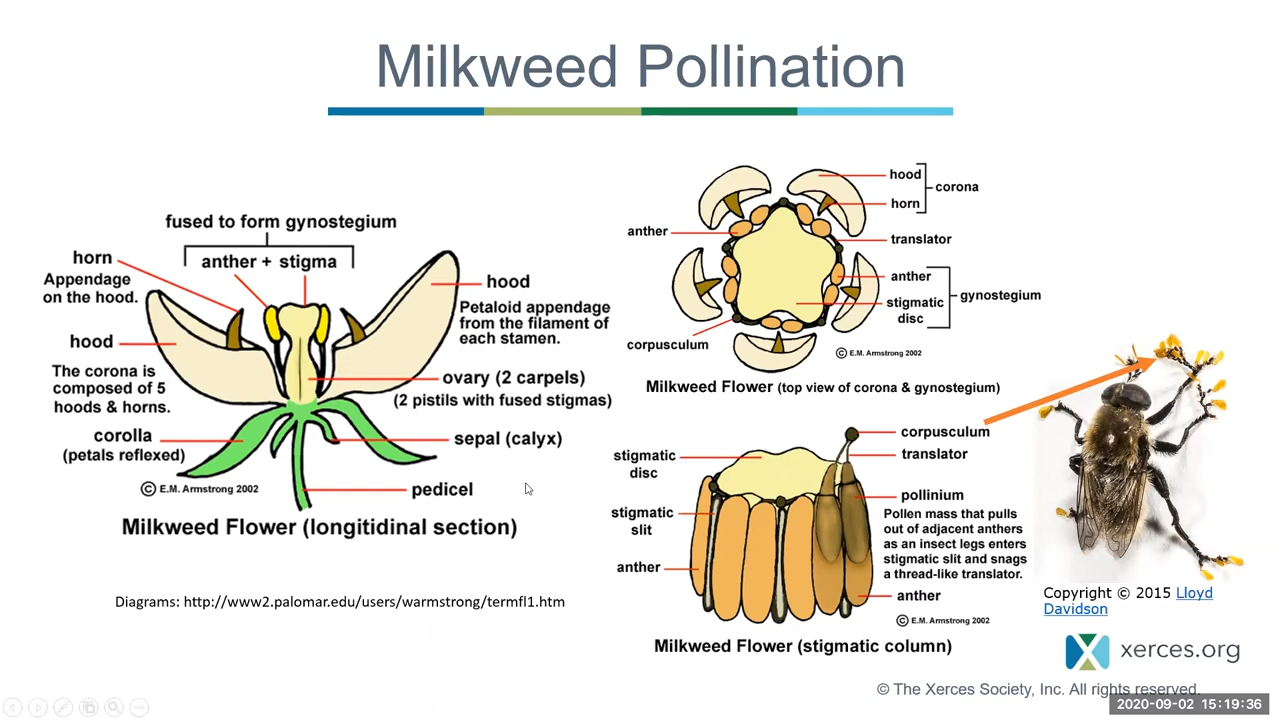 Milkweed Pollination
fused to form gynostegium
anther + stigma
horn
Appendage
on the hood.
hood
The corona is
composed of 5
hoods & horns.
corolla
(petals reflexed)
hood
Petaloid appendage
from the filament of
each stamen.
ovary (2 carpels)
(2 pistils with fused stigmas)
sepal (calyx)
pedicel
© E.M. Armstrong 2002
Milkweed Flower (longitidinal section)
Diagrams: http://www2.palomar.edu/users/warmstrong/termfl1.htm
hood
corona
horn
anther
translator
anther
gynostegium
stigmatic
disc
corpusculum
© E.M. Armstrong 2002
Milkweed Flower (top view of corona & gynostegium)
corpusculum
translator
stigmatic
disc
pollinium
Pollen mass that pulls
out of adjacent anthers
as an insect legs enters
stigmatic slit and snags
a thread-like translator.
stigmatic
slit
anther
anther
© E.M. Armstrong 2002
Milkweed Flower (stigmatic column)
Copyright © 2015 Lloyd
Davidson
xerces.org
© The Xerces Society, Inc. All rights reserved.
2020-09-02 15:19:36